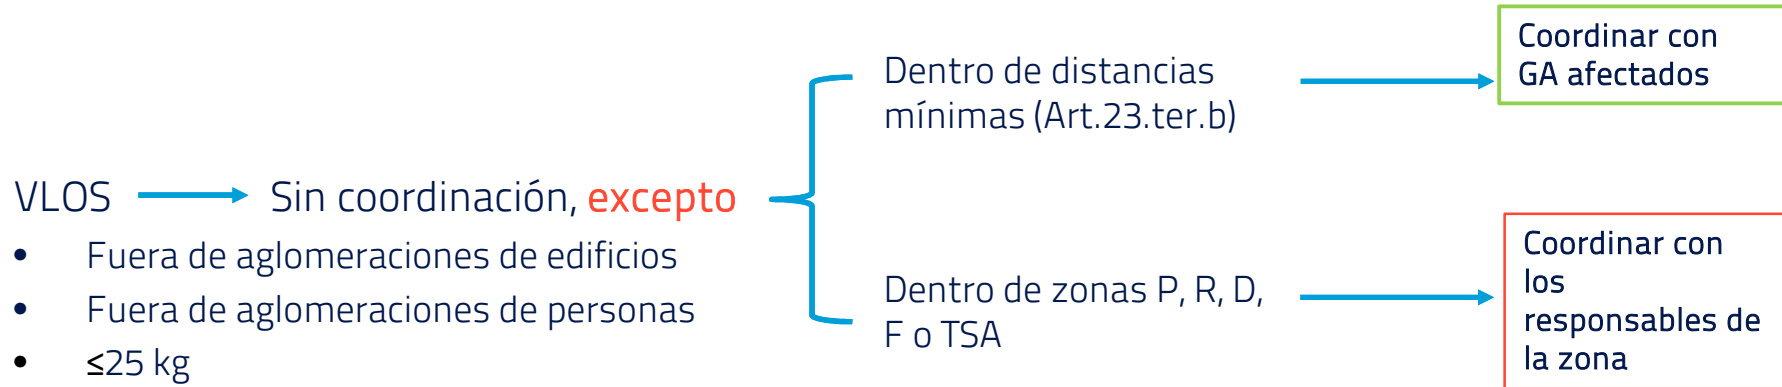 VLOS
Sin coordinación, excepto
• Fuera de aglomeraciones de edificios
• Fuera de aglomeraciones de personas
• ≤25 kg
Dentro de distancias
mínimas (Art.23.ter.b)
Coordinar con
GA afectados
Dentro de zonas P, R, D,
F o TSA
Coordinar con
los
responsables de
la zona